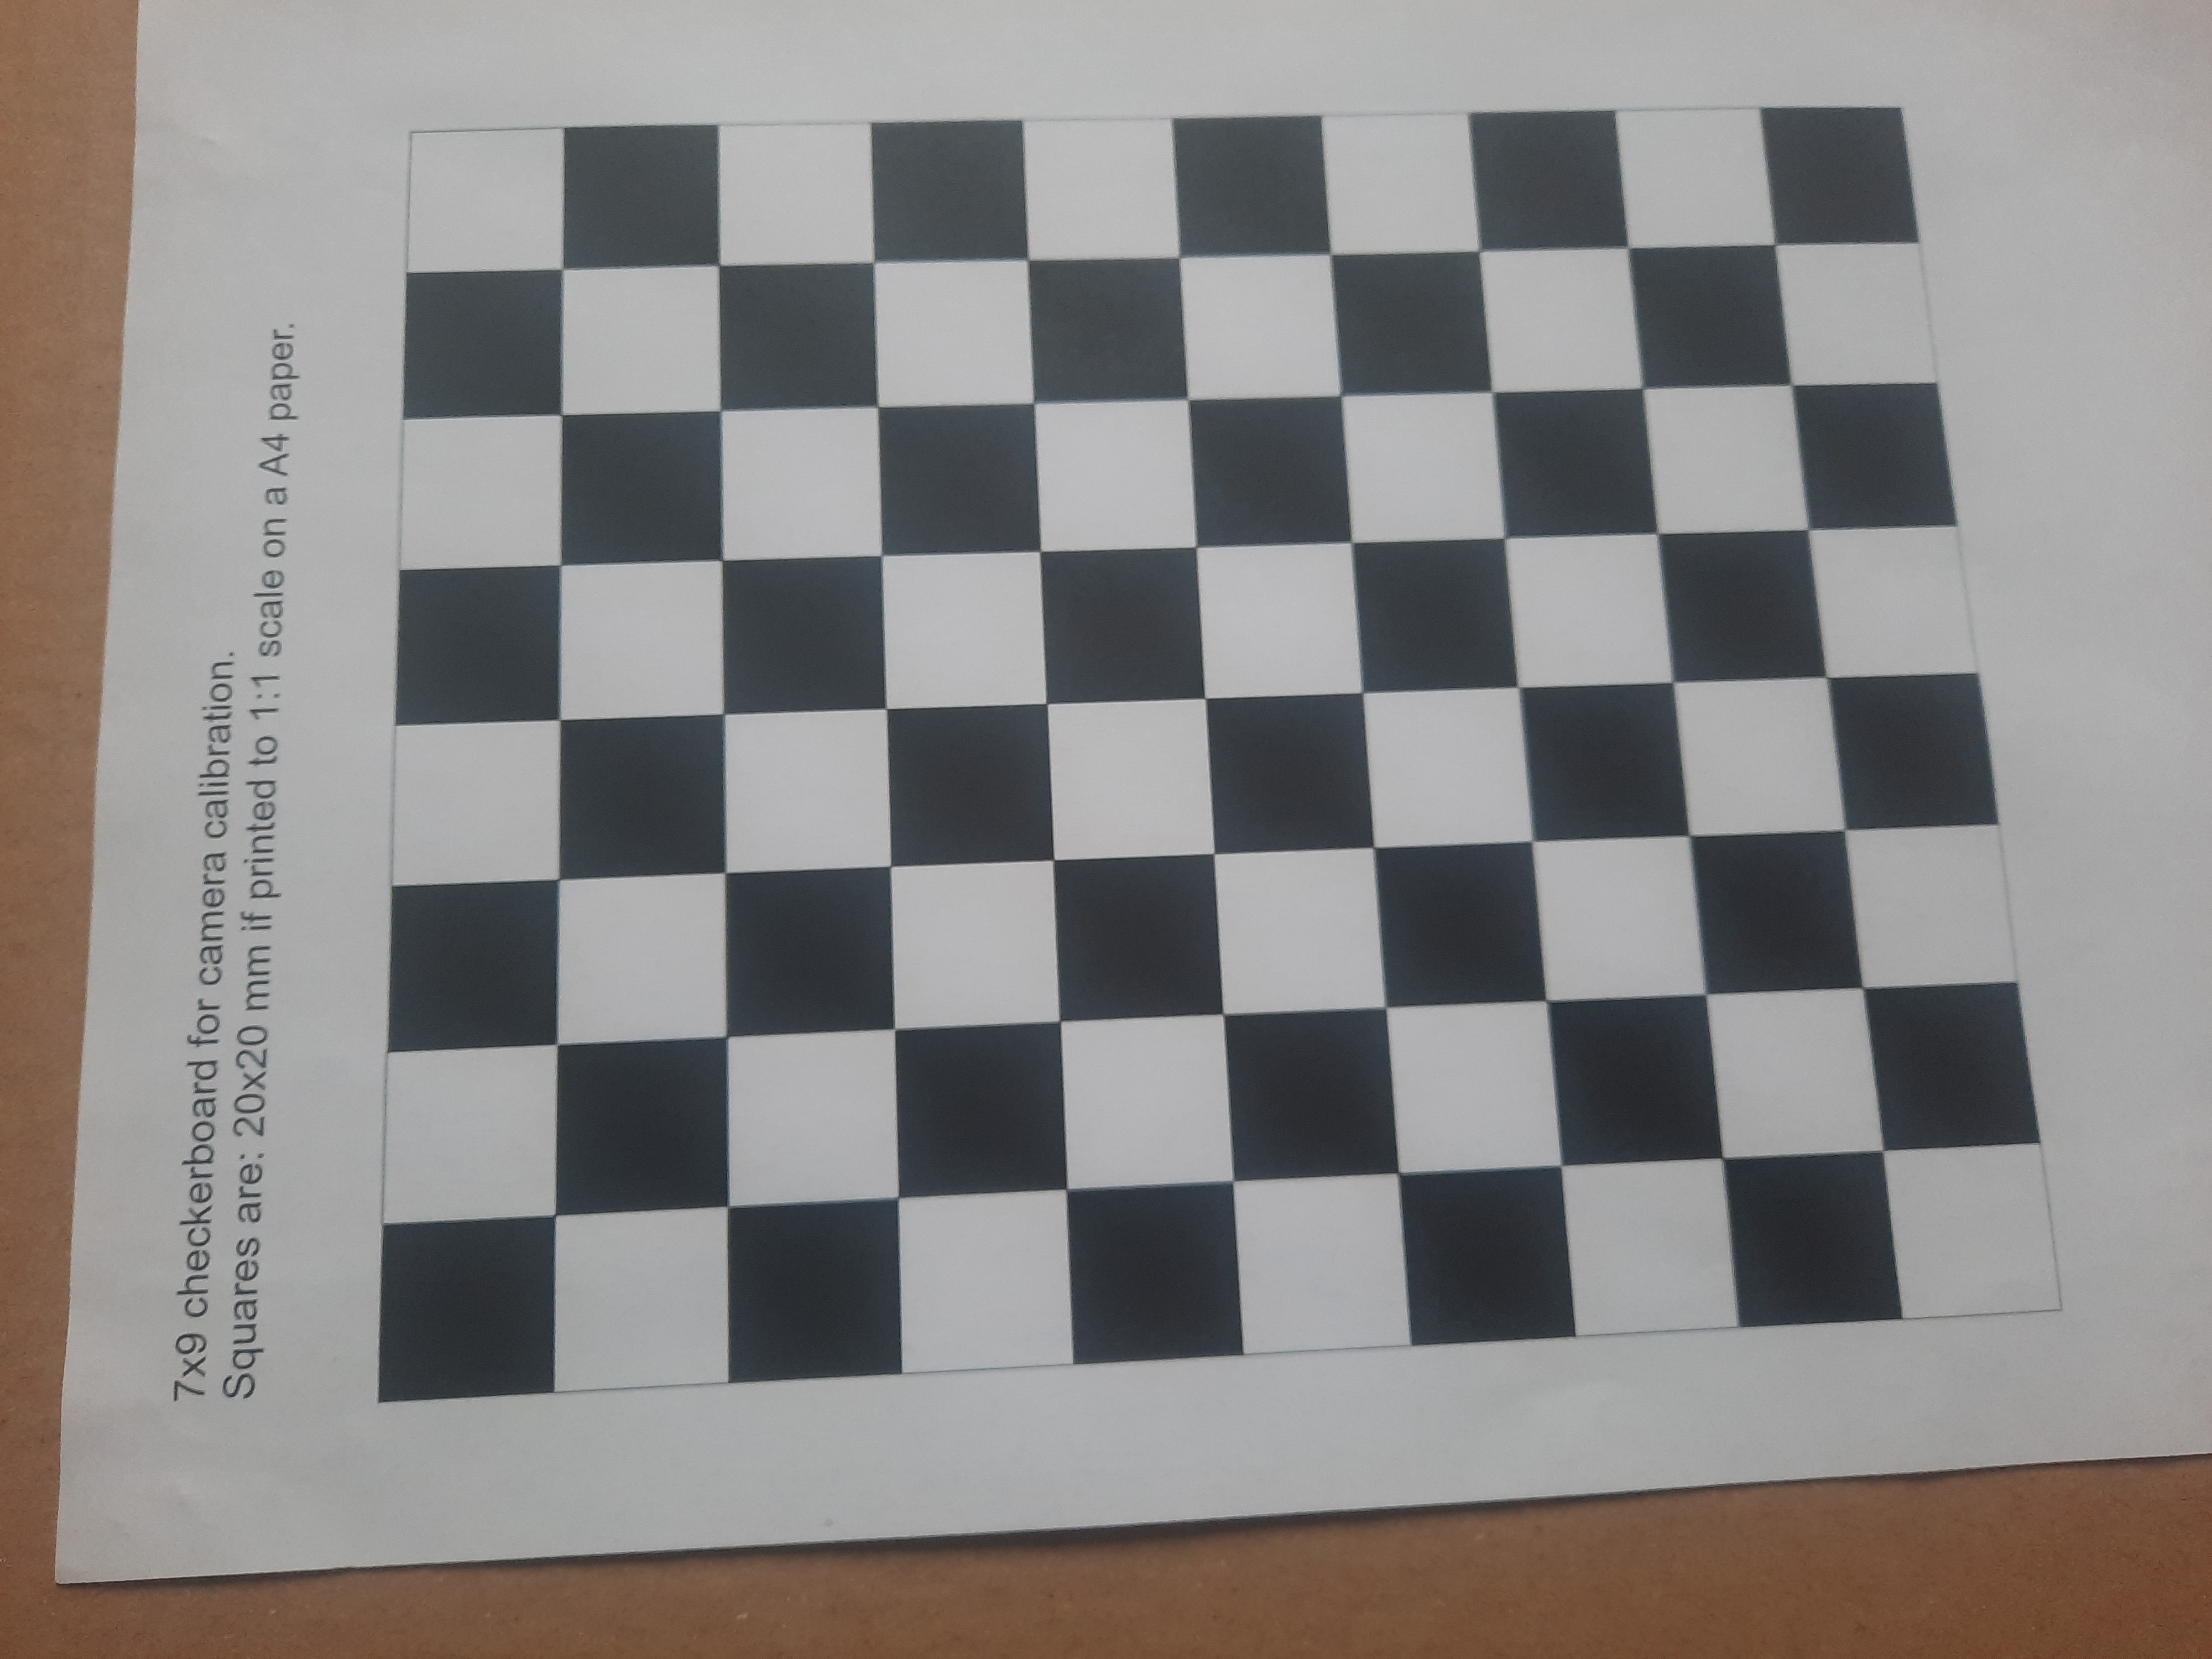 7x9 checkerboard for camera calibration.
Squares are: 20x20 mm if printed to 1:1 scale on a A4 paper.